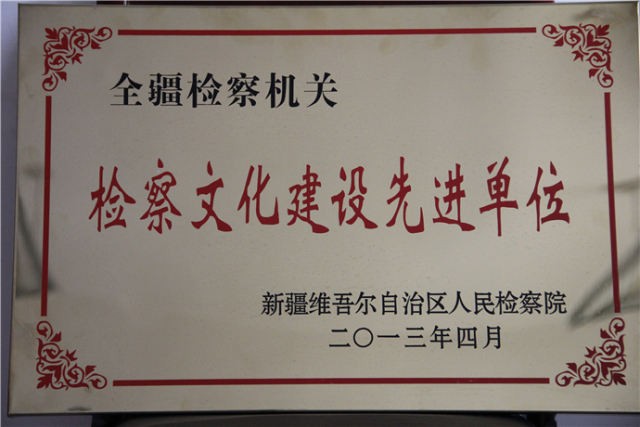 全疆检察机关
检察文化建设先进单位
新疆维吾尔自治区人民检察院
二〇一三年四月